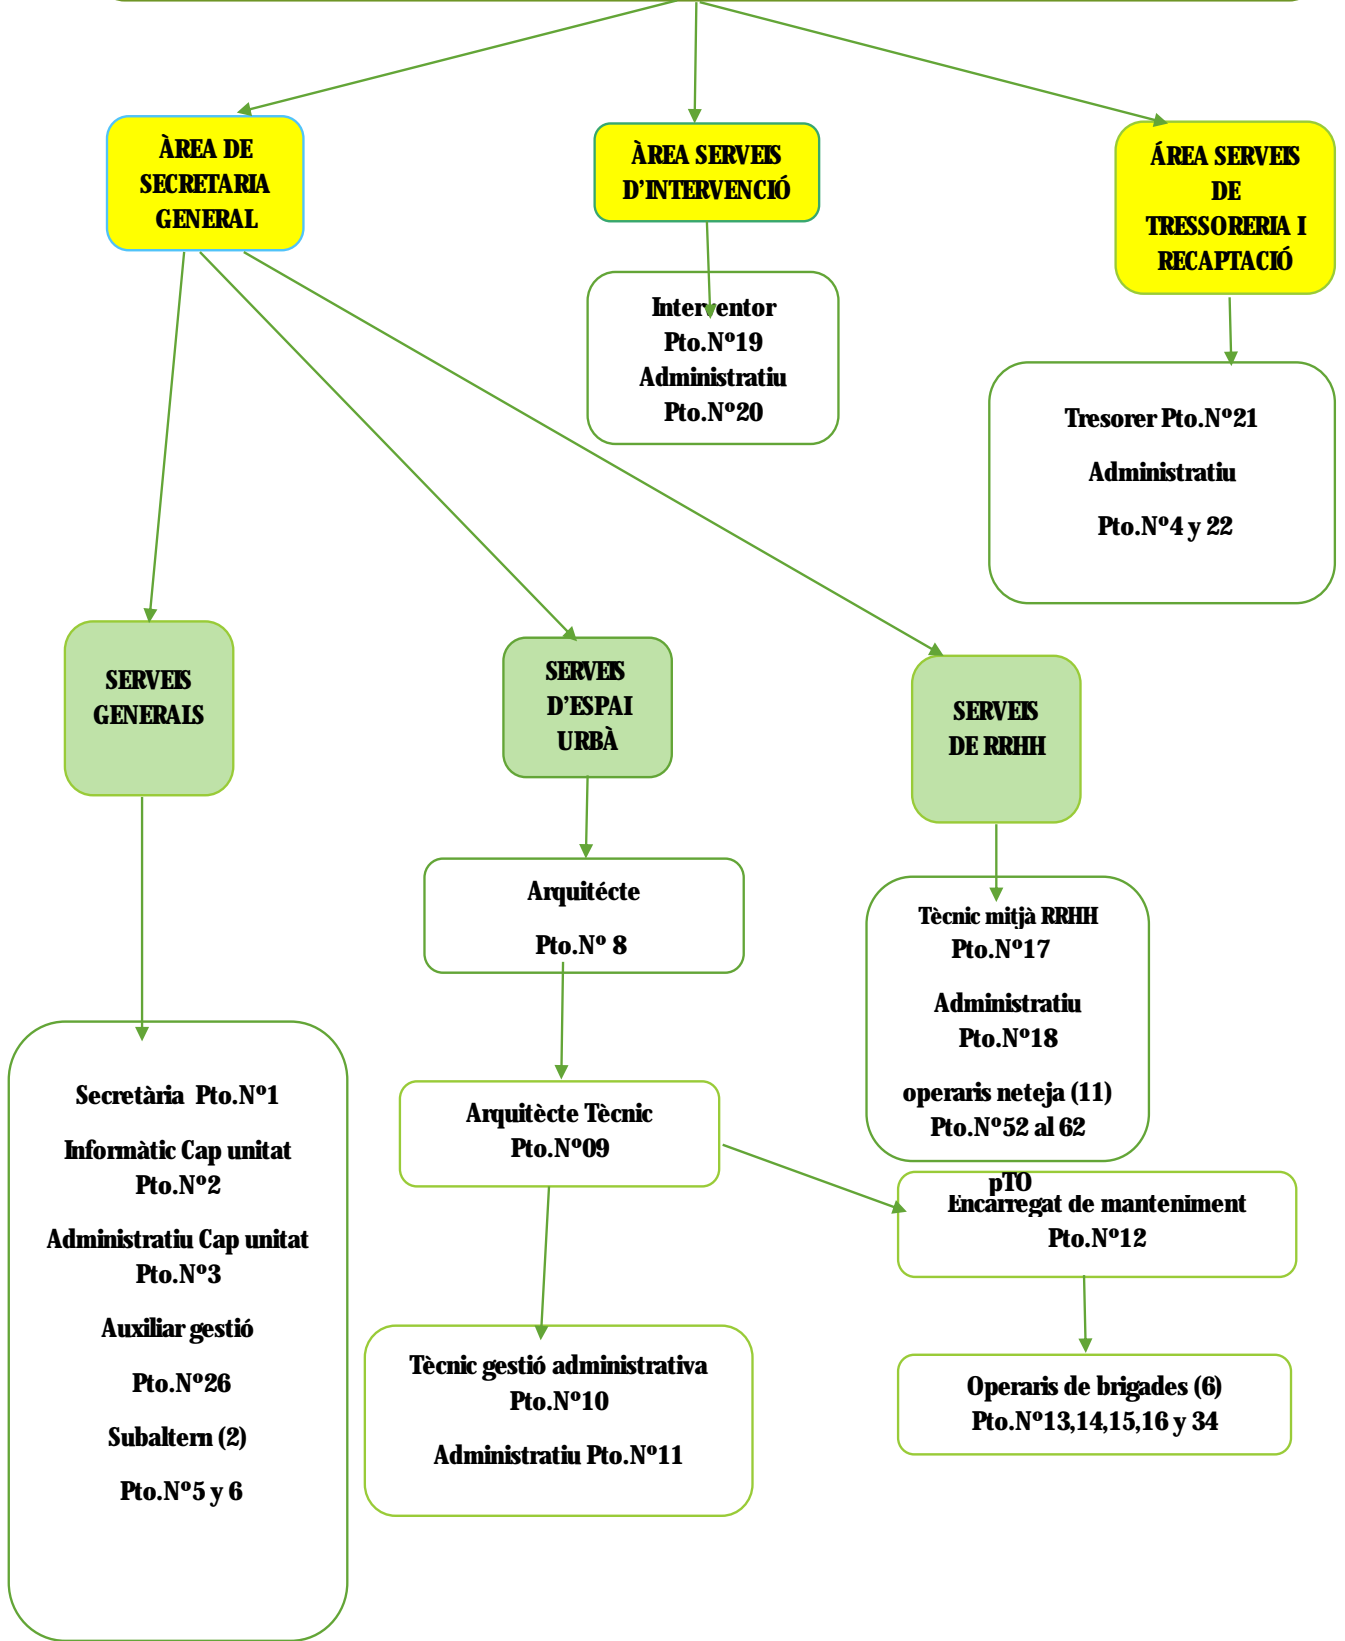 ÀREA DE
SECRETARIA
GENERAL
ÀREA SERVEIS
D'INTERVENCIÓ
ÁREA SERVEIS
DE
TRESSORERIA I
RECAPTACIÓ
Interventor
Pto.Nº19
Administratiu
Pto.Nº20
Tresorer Pto.Nº21
Administratiu
Pto.Nº4 y 22
SERVEIS
GENERALS
SERVEIS
D'ESPAI
URBÀ
SERVEIS
DE RRHH
Arquitécte
Pto.Nº 8
Tècnic mitjà RRHH
Pto.Nº17
Administratiu
Pto.Nº18
operaris neteja (11)
Pto.Nº52 al 62
pTO
Secretària Pto.Nº1
Informàtic Cap unitat
Pto.Nº2
Administratiu Cap unitat
Pto.Nº3
Auxiliar gestió
Pto.Nº26
Subaltern (2)
Pto.Nº5 y 6
Arquitècte Tècnic
Pto.Nº09
Encarregat de manteniment
Pto.Nº12
Tècnic gestió administrativa
Pto.Nº10
Administratiu Pto.Nº11
Operaris de brigades (6)
Pto.Nº13,14,15,16 y 34